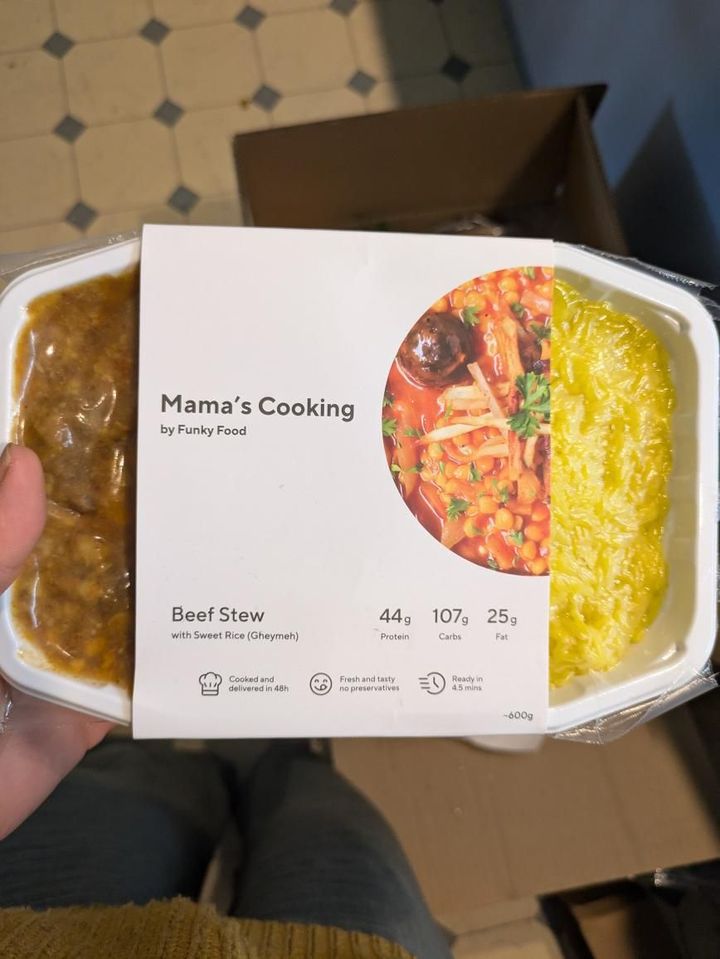 Mama's Cooking
by Funky Food
Beef Stew
with Sweet Rice (Gheymeh)
44g
Protein
107g
Carbs
25g
Fat
Cooked and
delivered in 48h
Fresh and tasty
no preservatives
Ready in
4.5 mins
~600g